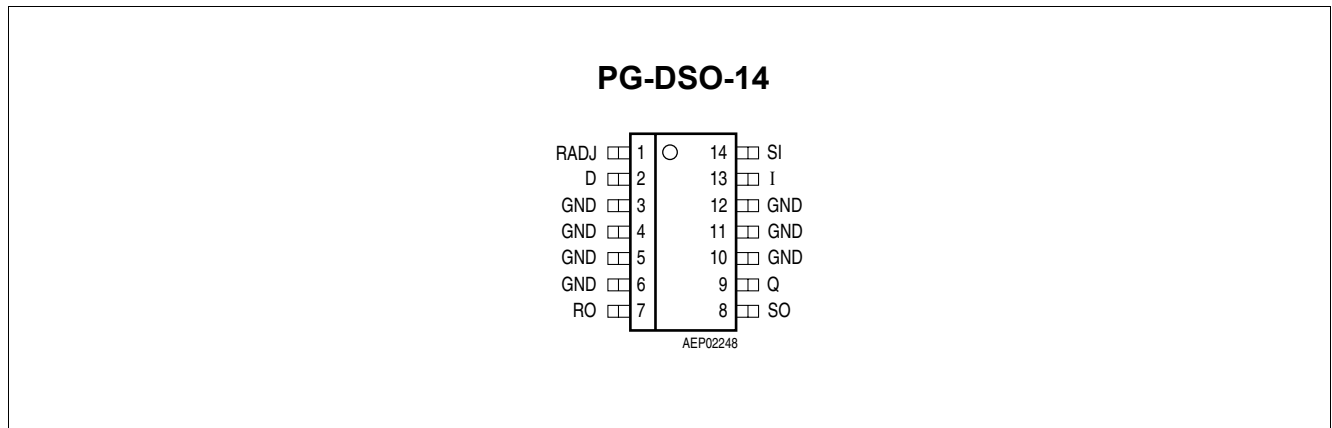 PG-DSO-14
RADJ 1 14 SI
D 2 13 I
GND 3 12 GND
GND 4 11 GND
GND 5 10 GND
GND 6 9 Q
RO 7 8 SO
AEP02248